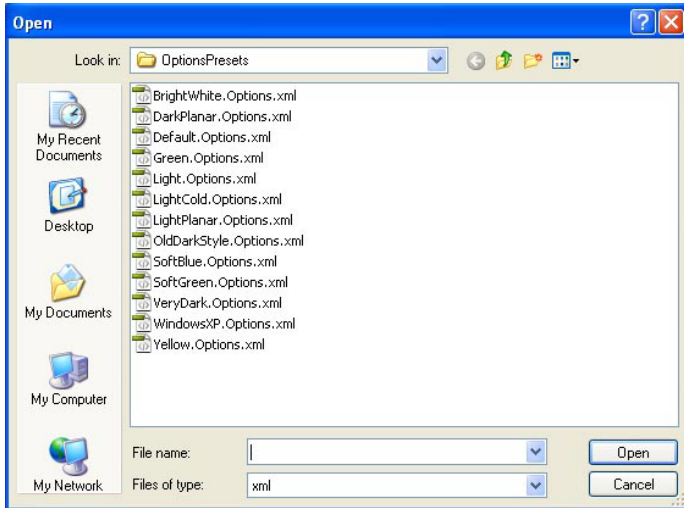 Open
Look in: OptionsPresets
My Recent
Documents
Desktop
My Documents
My Computer
My Network
BrightWhite.Options.xml
DarkPlanar.Options.xml
Default.Options.xml
Green.Options.xml
Light.Options.xml
LightCold.Options.xml
LightPlanar.Options.xml
OldDarkStyle.Options.xml
SoftBlue.Options.xml
SoftGreen.Options.xml
VeryDark.Options.xml
WindowsXP.Options.xml
Yellow.Options.xml
File name: Open
Files of type: xml Cancel